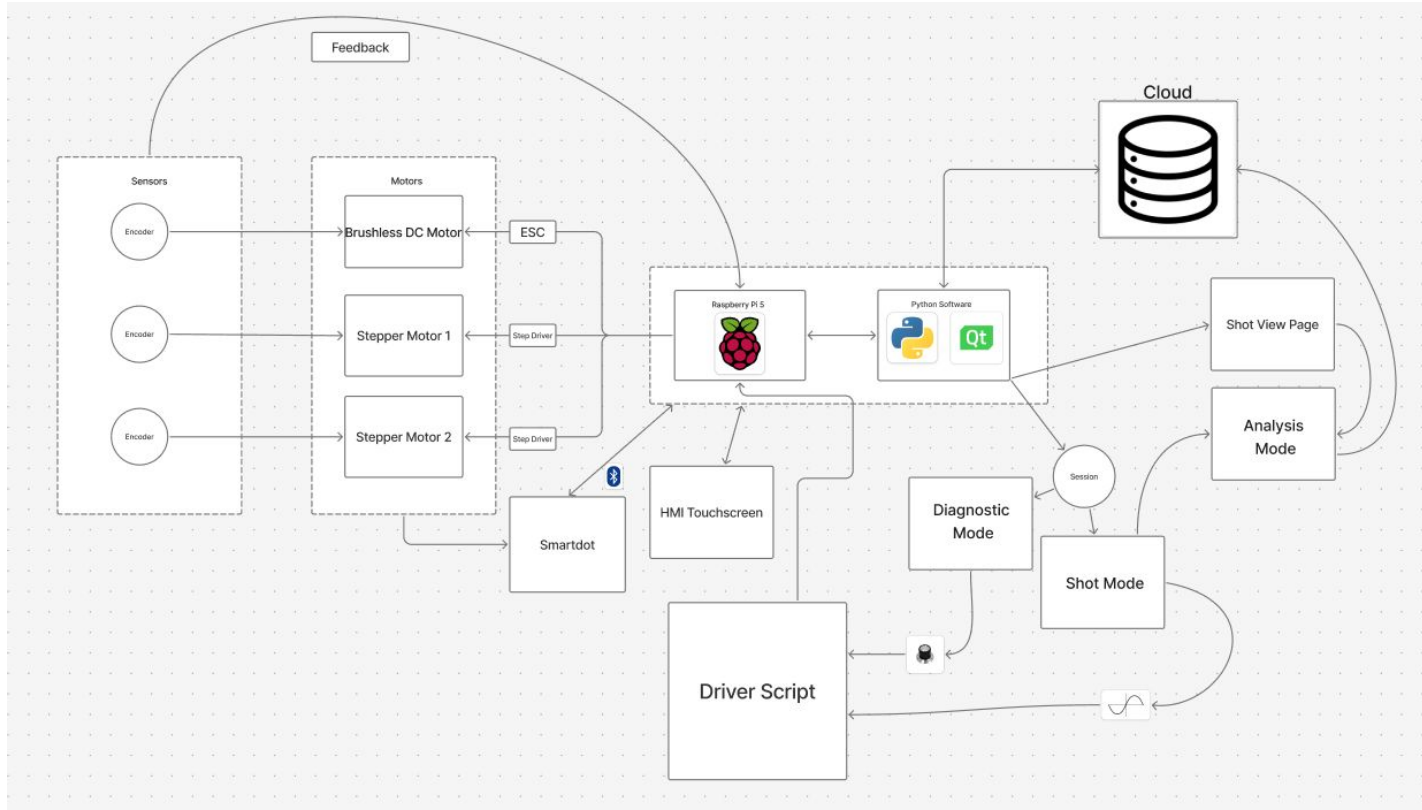 Feedback
Cloud
Sensors
Motors
Encoder
Brushless DC Motor
ESC
Raspberry Pi 5
Python Software
Qt
Shot View Page
Encoder
Stepper Motor 1
Step Driver
Analysis
Mode
Encoder
Stepper Motor 2
Step Driver
Session
HMI Touchscreen
Diagnostic
Mode
Smartdot
Shot Mode
Driver Script